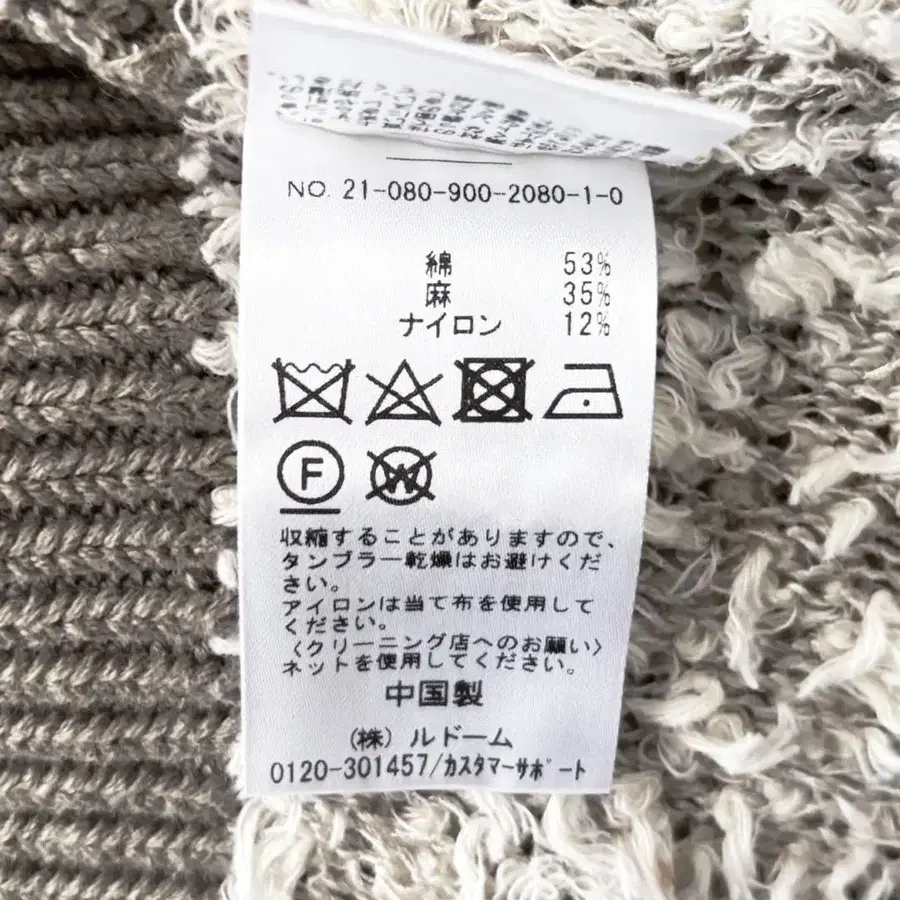 NO. 21-080-900-2080-1-0
綿 53%
麻 35%
ナイロン 12%
F
W
収縮することがありますので、
タンブラー乾燥はお避けくだ
さい。
アイロンは当て布を使用して
ください。
〈クリーニング店へのお願い〉
ネットを使用してください。
中国製
(株) ルドーム
0120-301457/カスタマーサポート